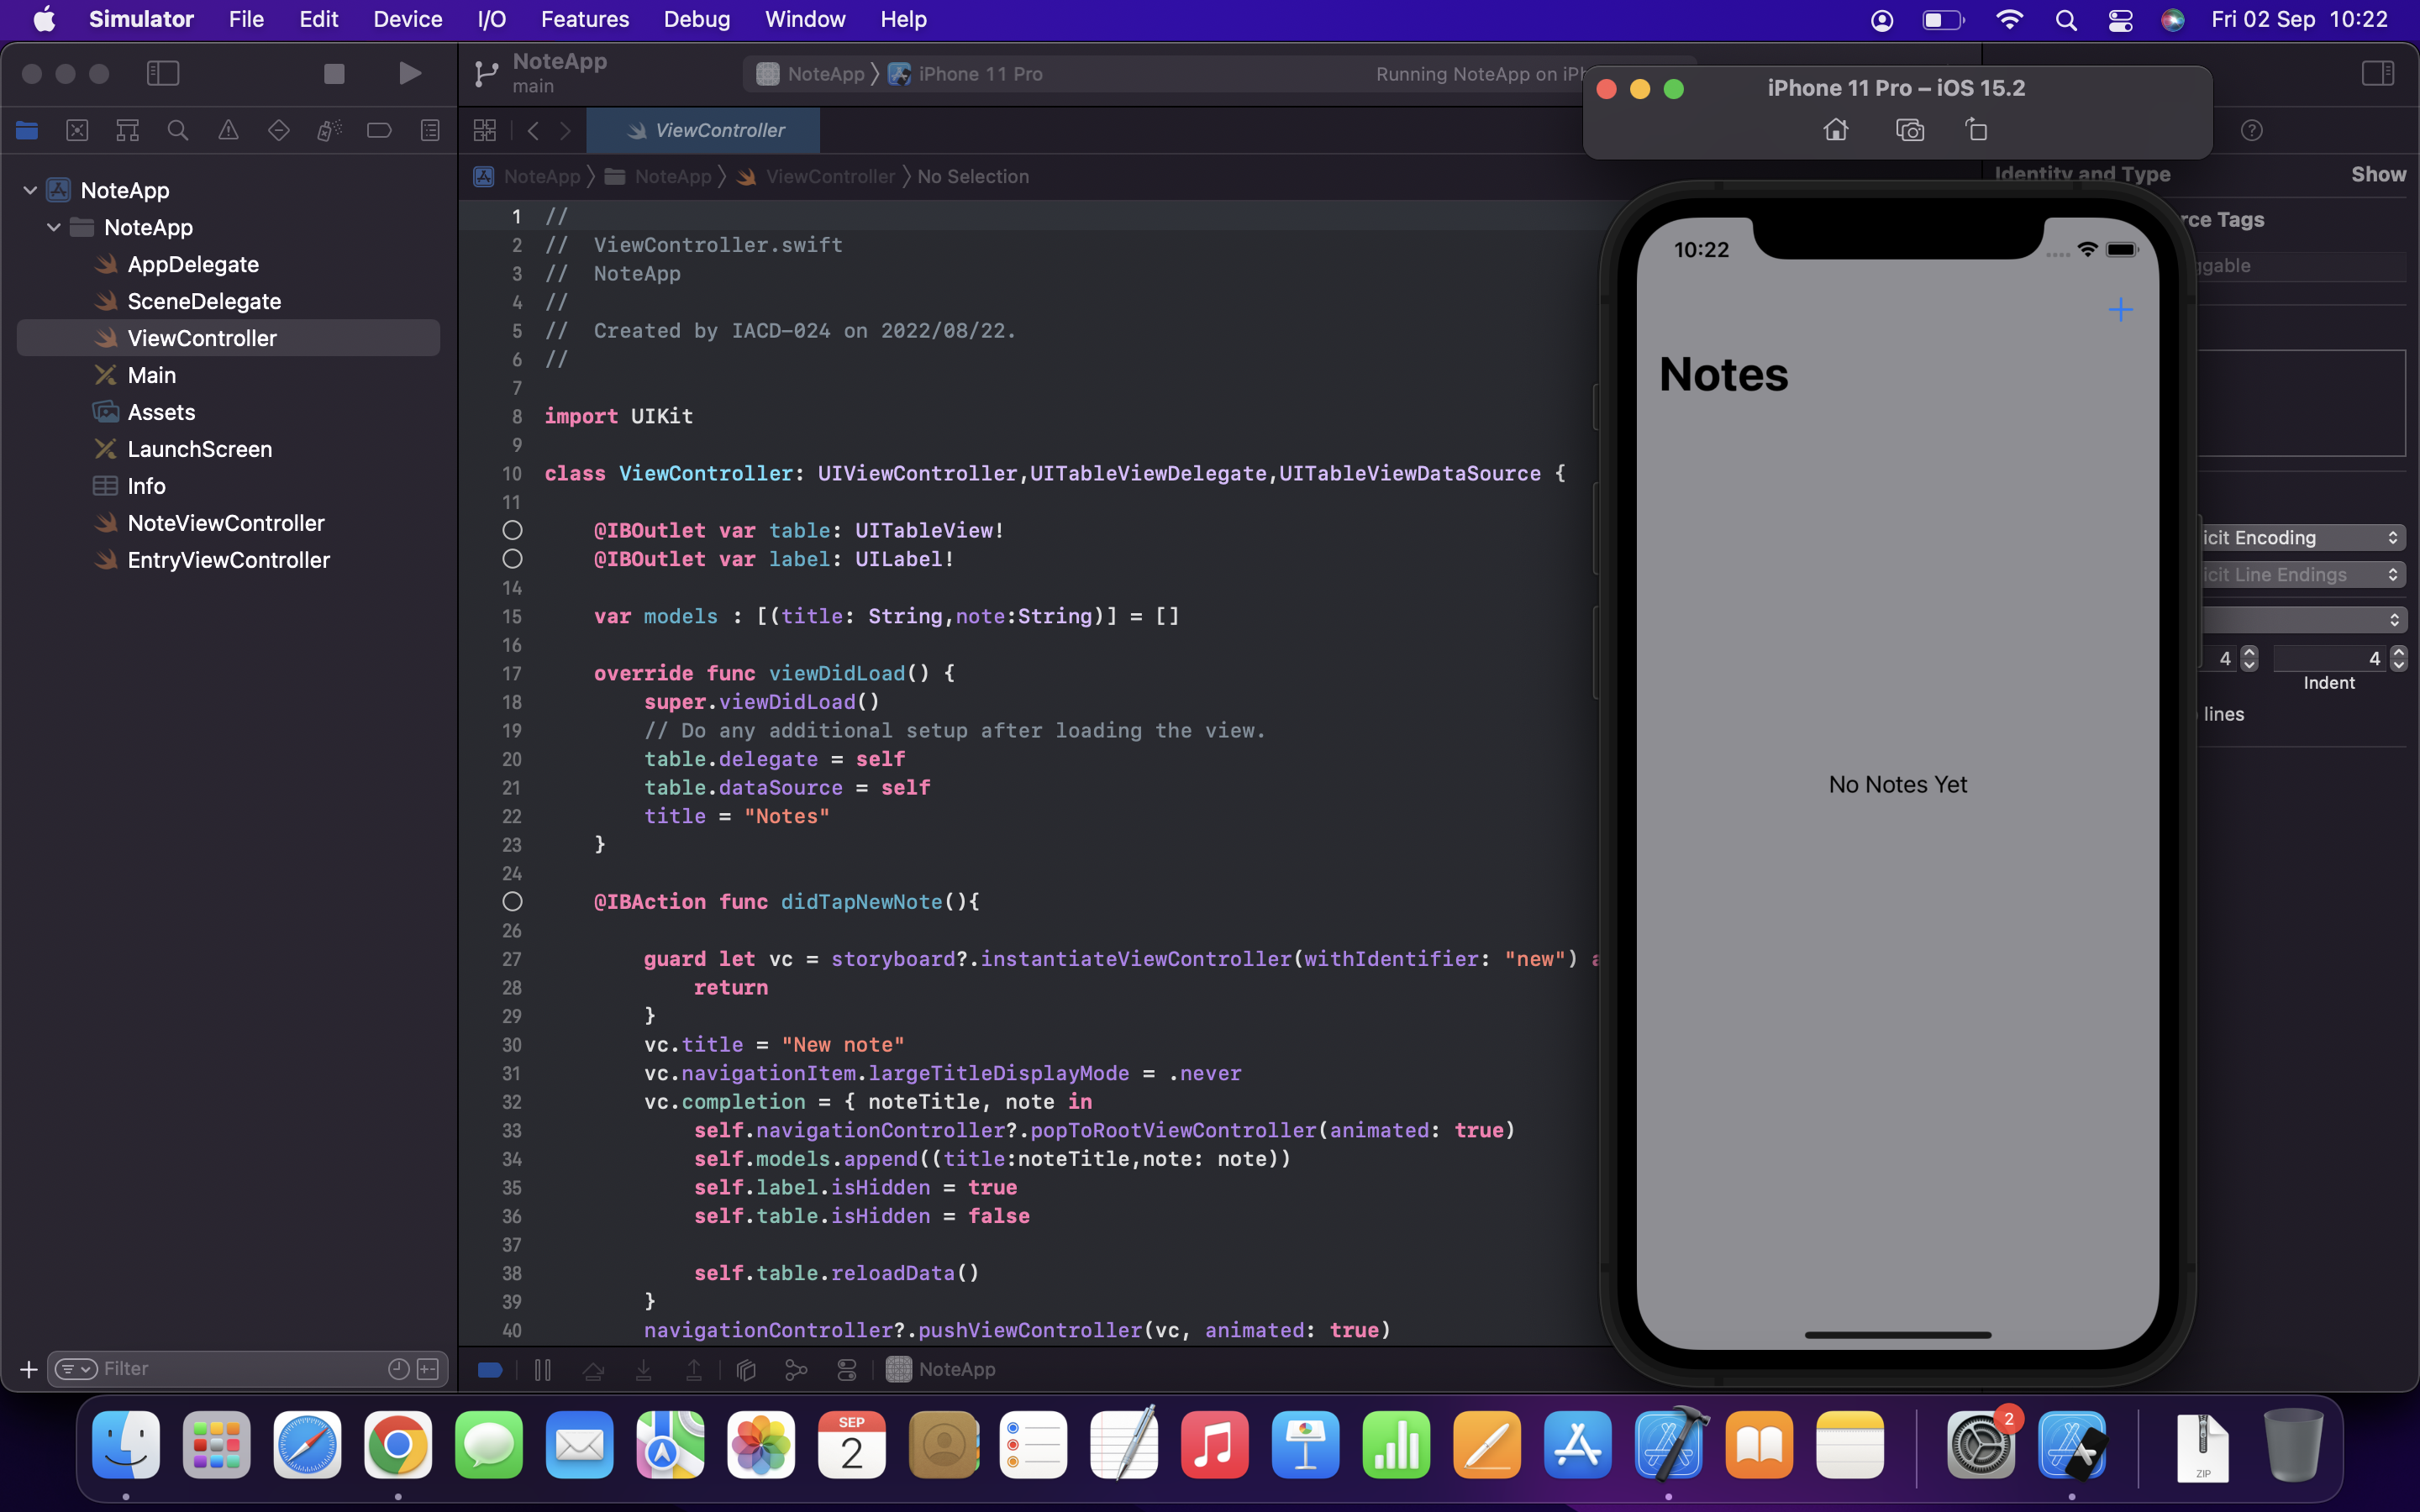 Simulator File Edit Device I/O Features Debug Window Help Fri 02 Sep 10:22
NoteApp
main
NoteApp iPhone 11 Pro Running NoteApp on iPh
iPhone 11 Pro – iOS 15.2
ViewController
NoteApp NoteApp ViewController No Selection
Identity and Type Show
NoteApp
NoteApp
AppDelegate
SceneDelegate
ViewController
Main
Assets
LaunchScreen
Info
NoteViewController
EntryViewController
Filter
1 //
2 //  ViewController.swift
3 //  NoteApp
4 //
5 //  Created by IACD-024 on 2022/08/22.
6 //
7
8 import UIKit
9
10 class ViewController: UIViewController,UITableViewDelegate,UITableViewDataSource {
11
@IBOutlet var table: UITableView!
@IBOutlet var label: UILabel!
14
15 var models : [(title: String,note:String)] = []
16
17 override func viewDidLoad() {
18 super.viewDidLoad()
19 // Do any additional setup after loading the view.
20 table.delegate = self
21 table.dataSource = self
22 title = "Notes"
23 }
24
@IBAction func didTapNewNote(){
26
27 guard let vc = storyboard?.instantiateViewController(withIdentifier: "new") a
28 return
29 }
30 vc.title = "New note"
31 vc.navigationItem.largeTitleDisplayMode = .never
32 vc.completion = { noteTitle, note in
33 self.navigationController?.popToRootViewController(animated: true)
34 self.models.append((title:noteTitle,note: note))
35 self.label.isHidden = true
36 self.table.isHidden = false
37
38 self.table.reloadData()
39 }
40 navigationController?.pushViewController(vc, animated: true)
NoteApp
10:22
Notes
No Notes Yet
rce Tags
ggable
icit Encoding
icit Line Endings
4 4
Indent
lines
SEP
2
2
ZIP